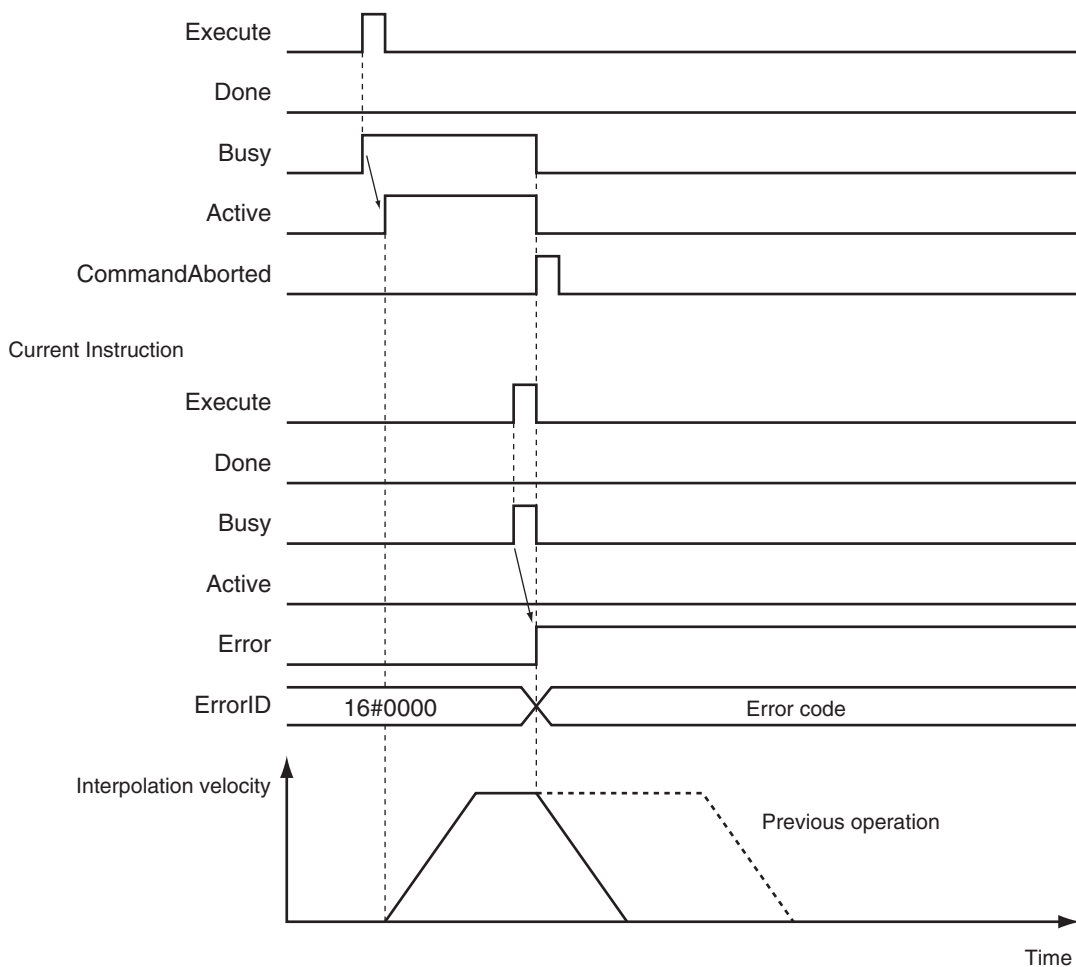 Execute
Done
Busy
Active
CommandAborted
Current Instruction
Execute
Done
Busy
Active
Error
ErrorID 16#0000 Error code
Interpolation velocity
Previous operation
Time